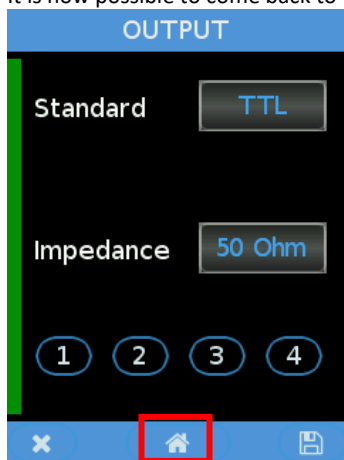 It is now possible to come back to
OUTPUT
Standard TTL
Impedance 50 Ohm
1 2 3 4